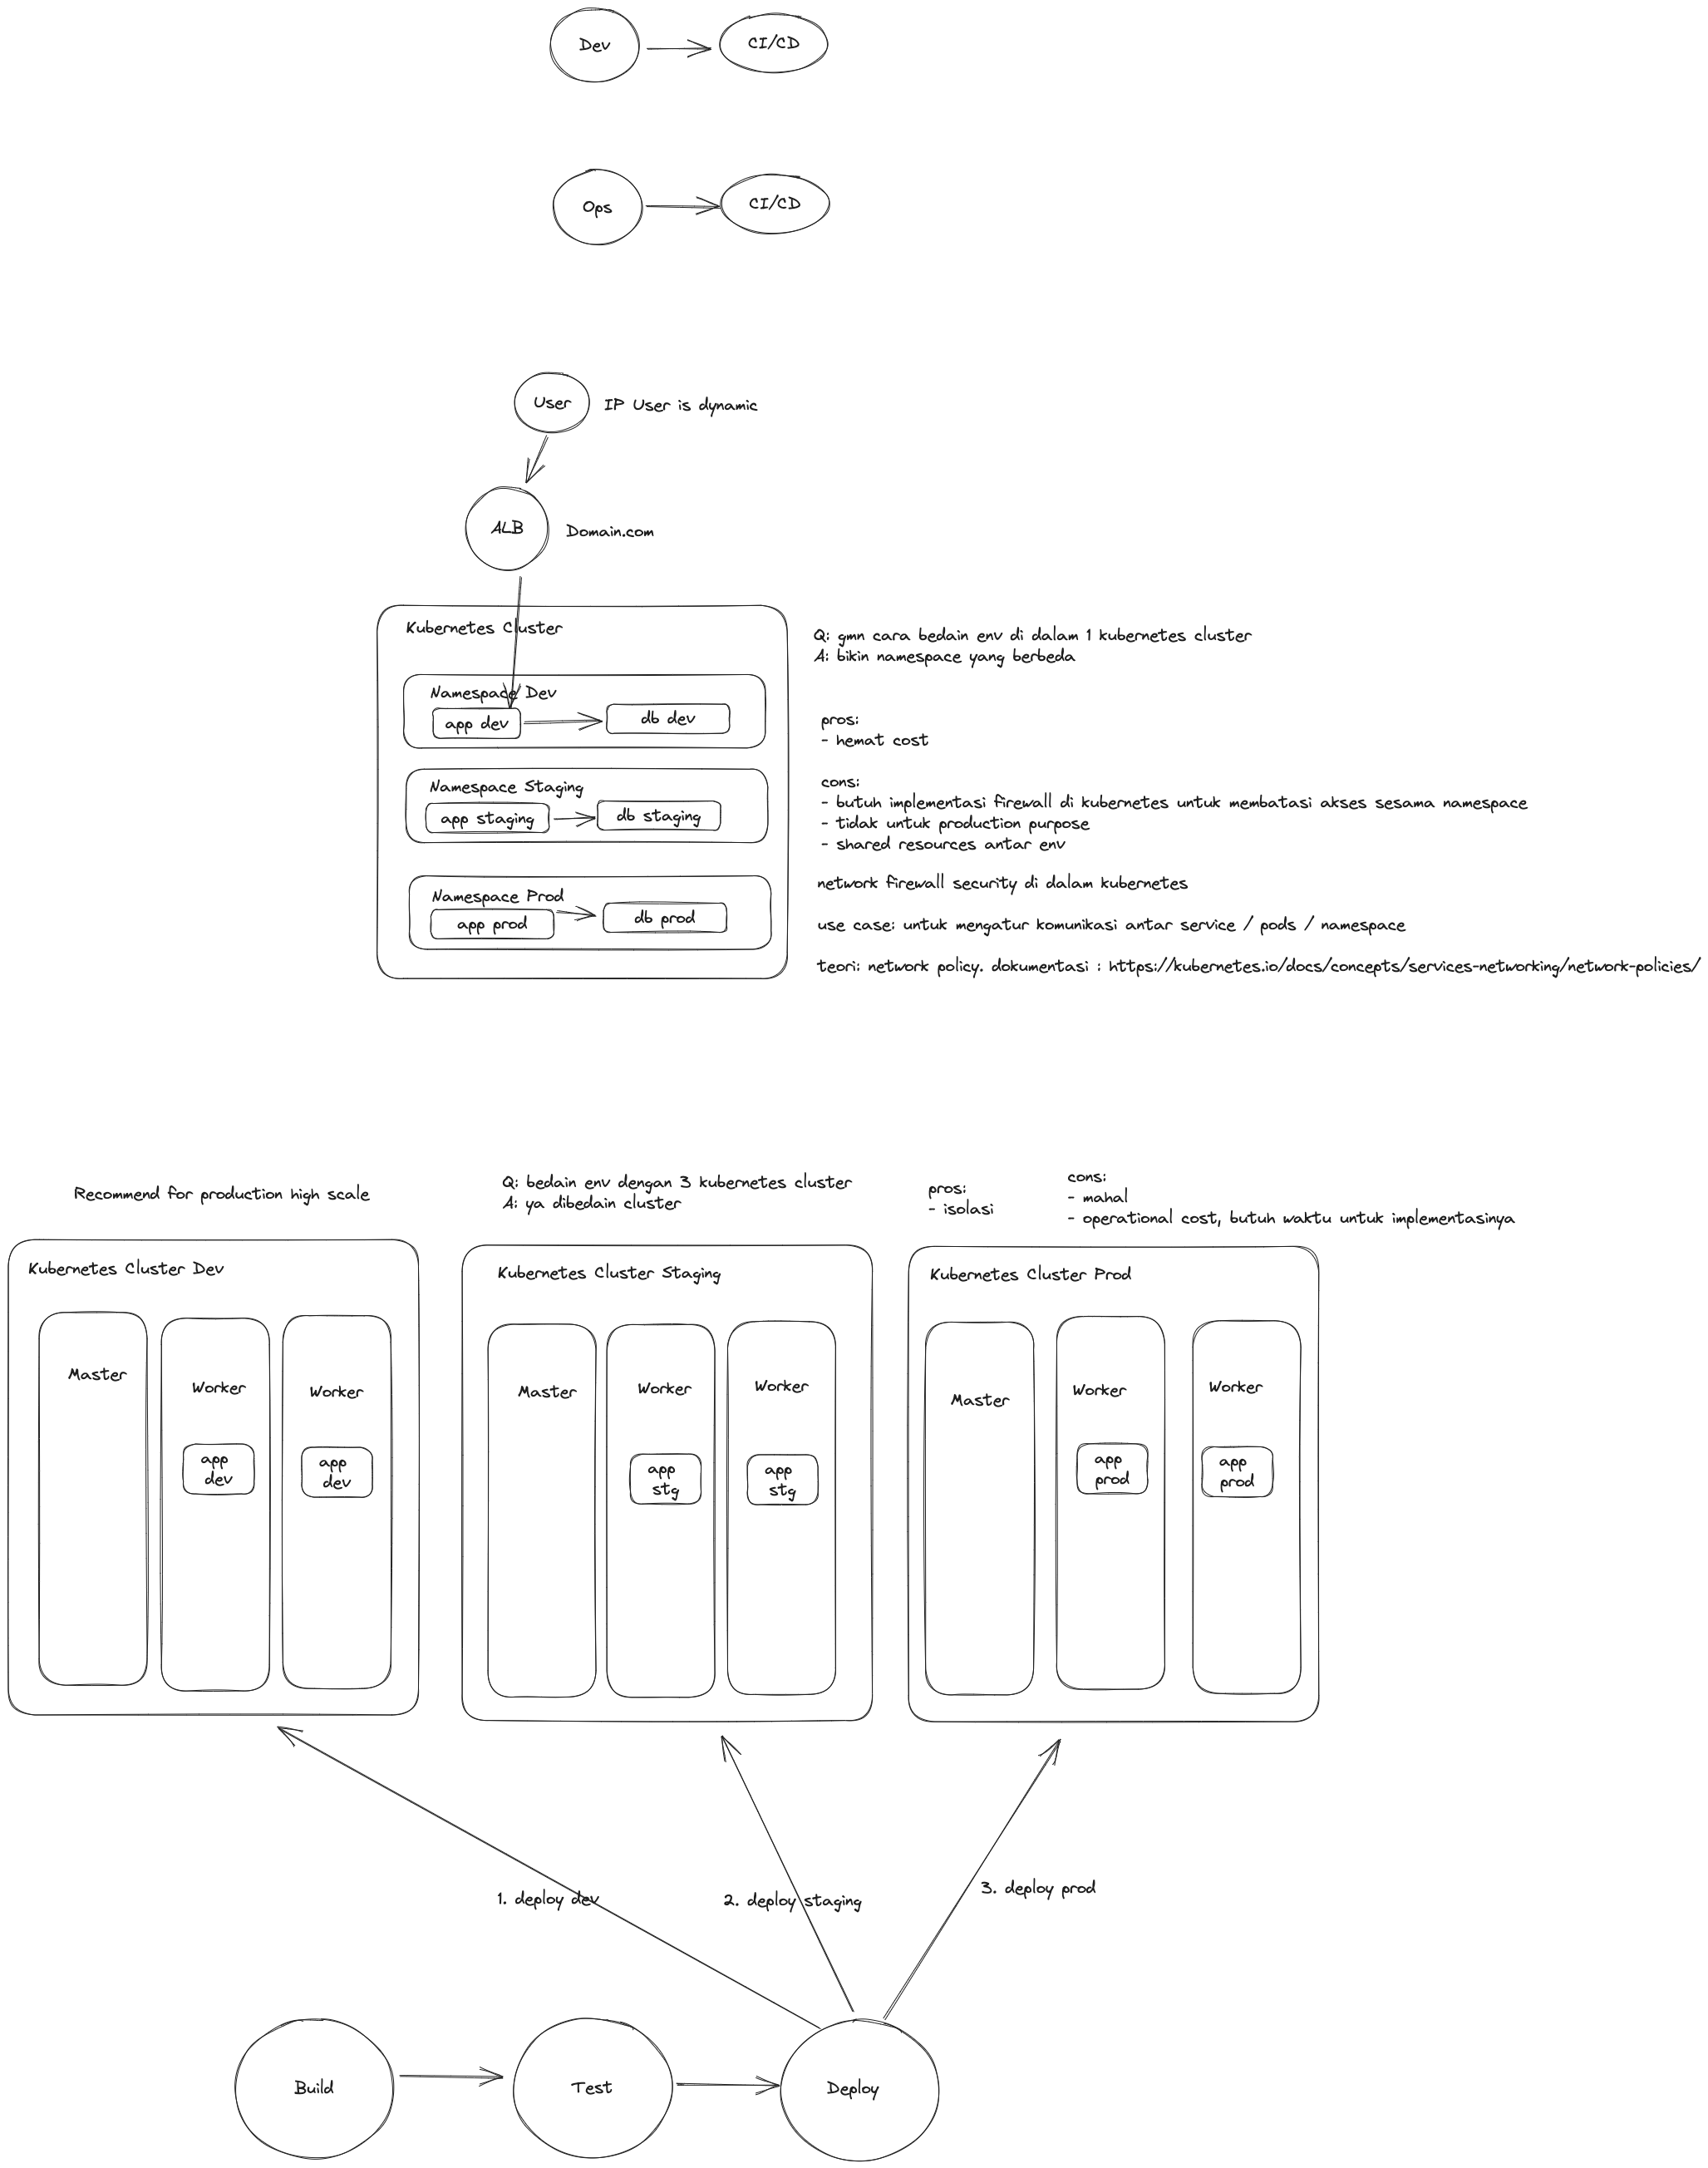 Dev
CI/CD
Ops
CI/CD
User
IP User is dynamic
ALB
Domain.com
Kubernetes Cluster
Namespace Dev
app dev
db dev
Namespace Staging
app staging
db staging
Namespace Prod
app prod
db prod
Q: gmn cara bedain env di dalam 1 kubernetes cluster
A: bikin namespace yang berbeda
pros:
- hemat cost
cons:
- butuh implementasi firewall di kubernetes untuk membatasi akses sesama namespace
- tidak untuk production purpose
- shared resources antar env
network firewall security di dalam kubernetes
use case: untuk mengatur komunikasi antar service / pods / namespace
teori: network policy. dokumentasi : https://kubernetes.io/docs/concepts/services-networking/network-policies/
Recommend for production high scale
Q: bedain env dengan 3 kubernetes cluster
A: ya dibedain cluster
pros:
- isolasi
cons:
- mahal
- operational cost, butuh waktu untuk implementasinya
Kubernetes Cluster Dev
Master
Worker
app
dev
Worker
app
dev
Kubernetes Cluster Staging
Master
Worker
app
stg
Worker
app
stg
Kubernetes Cluster Prod
Master
Worker
app
prod
Worker
app
prod
1. deploy dev
2. deploy staging
3. deploy prod
Build
Test
Deploy